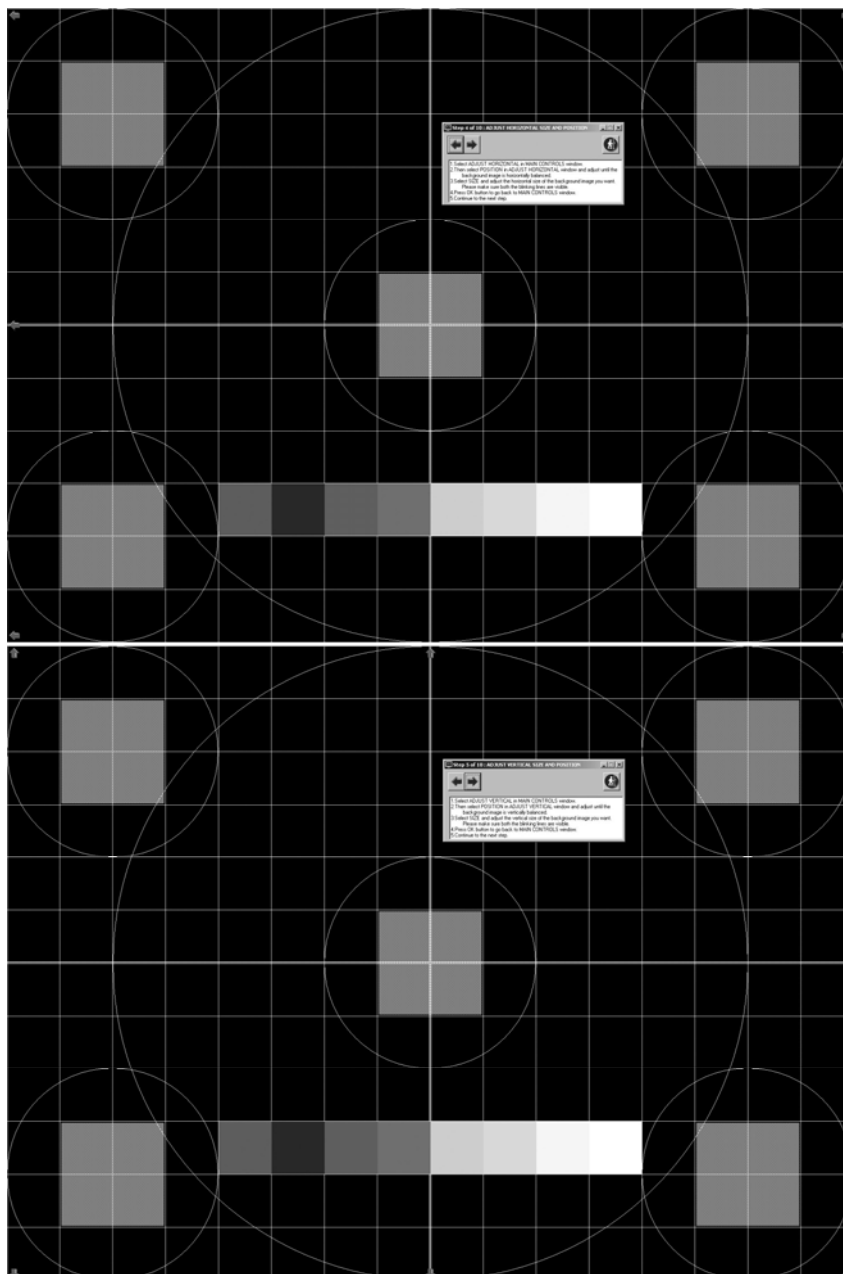 Step 4 of 10 : ADJUST HORIZONTAL SIZE AND POSITION
1.Select ADJUST HORIZONTAL in MAIN CONTROLS window.
2.Then select POSITION in ADJUST HORIZONTAL window and adjust until the
background image is horizontally balanced.
3.Select SIZE and adjust the horizontal size of the background image you want.
Please make sure both the blinking lines are visible.
4.Press OK button to go back to MAIN CONTROLS window.
5.Continue to the next step.
Step 5 of 10 : ADJUST VERTICAL SIZE AND POSITION
1.Select ADJUST VERTICAL in MAIN CONTROLS window.
2.Then select POSITION in ADJUST VERTICAL window and adjust until the
background image is vertically balanced.
3.Select SIZE and adjust the vertical size of the background image you want.
Please make sure both the blinking lines are visible.
4.Press OK button to go back to MAIN CONTROLS window.
5.Continue to the next step.